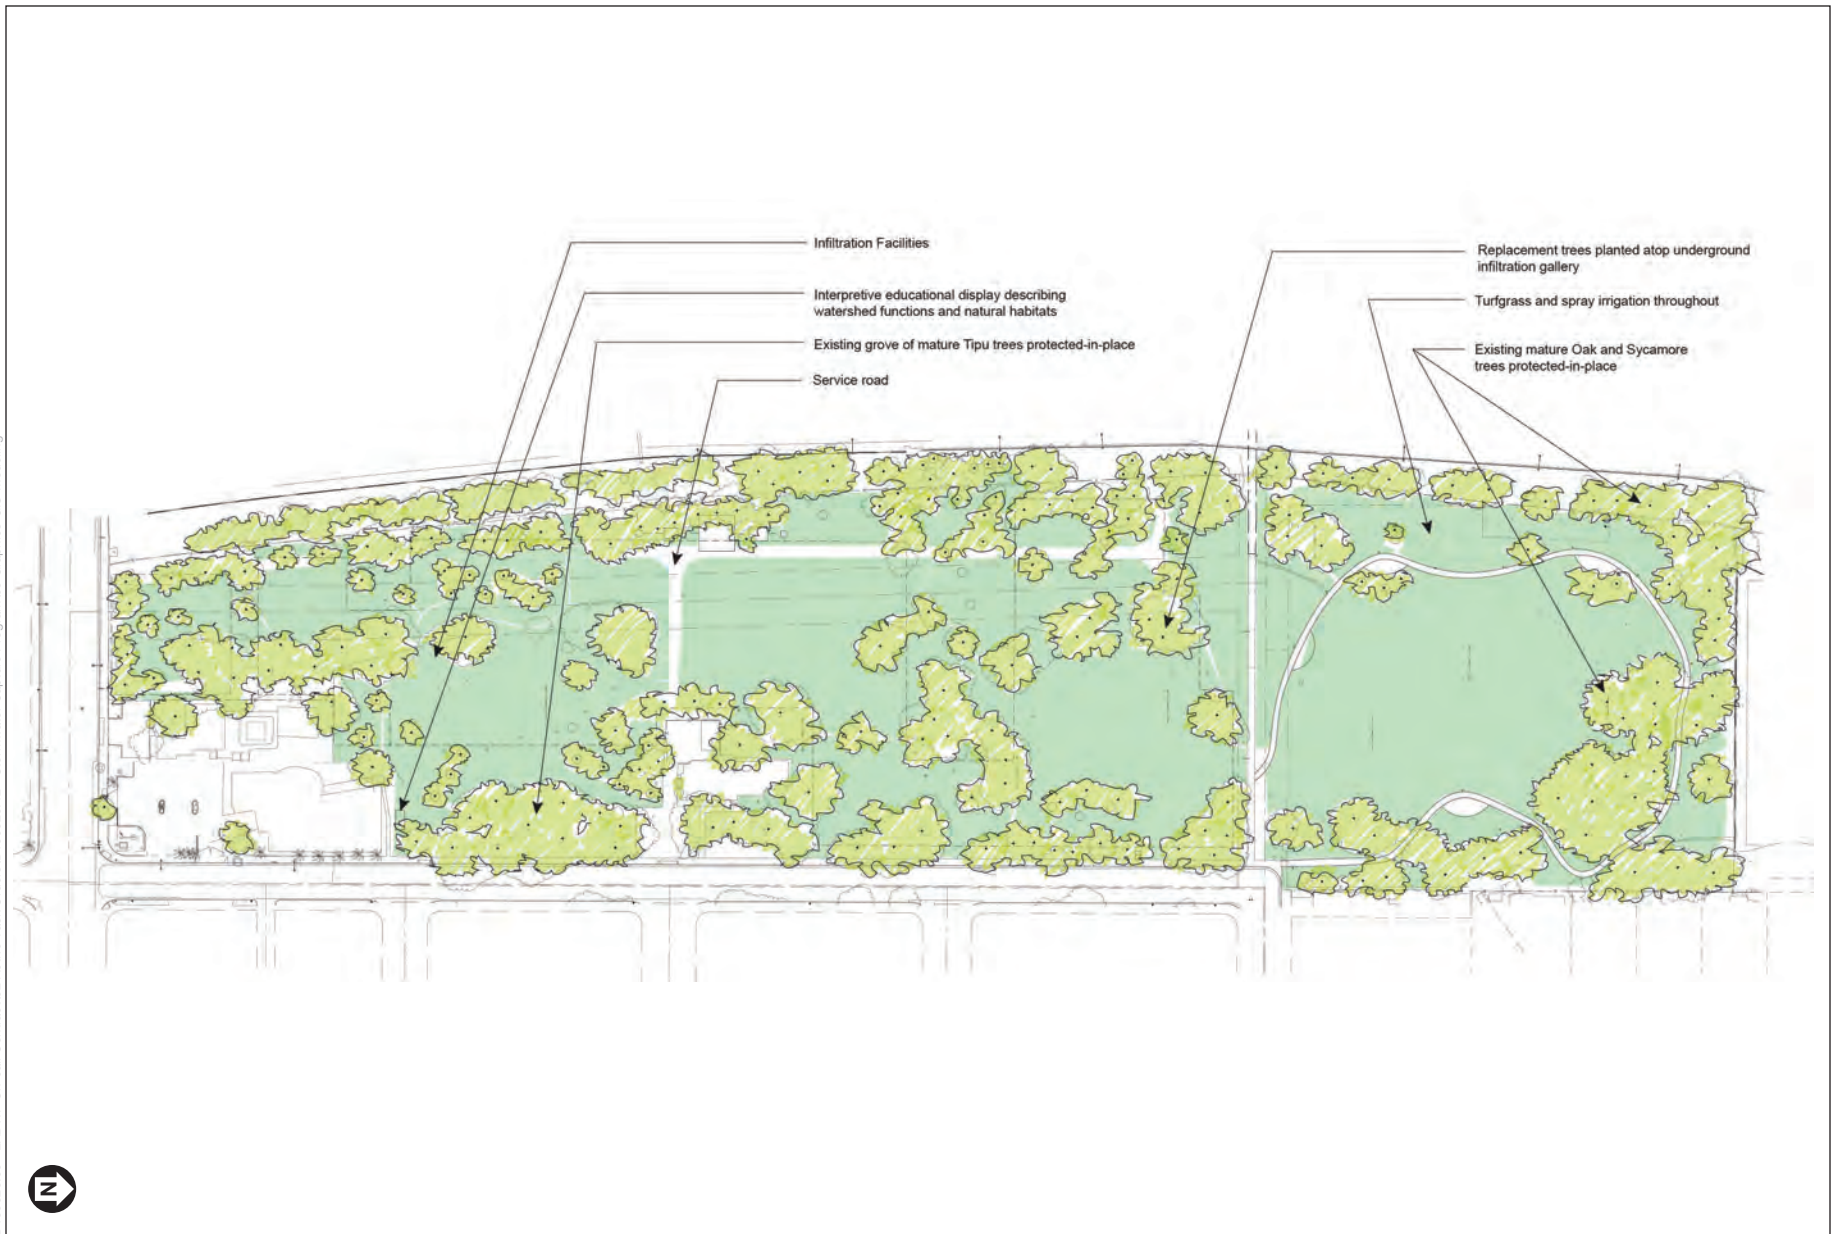 Infiltration Facilities
Interpretive educational display describing
watershed functions and natural habitats
Existing grove of mature Tipu trees protected-in-place
Service road
Replacement trees planted atop underground
infiltration gallery
Turfgrass and spray irrigation throughout
Existing mature Oak and Sycamore
trees protected-in-place
N